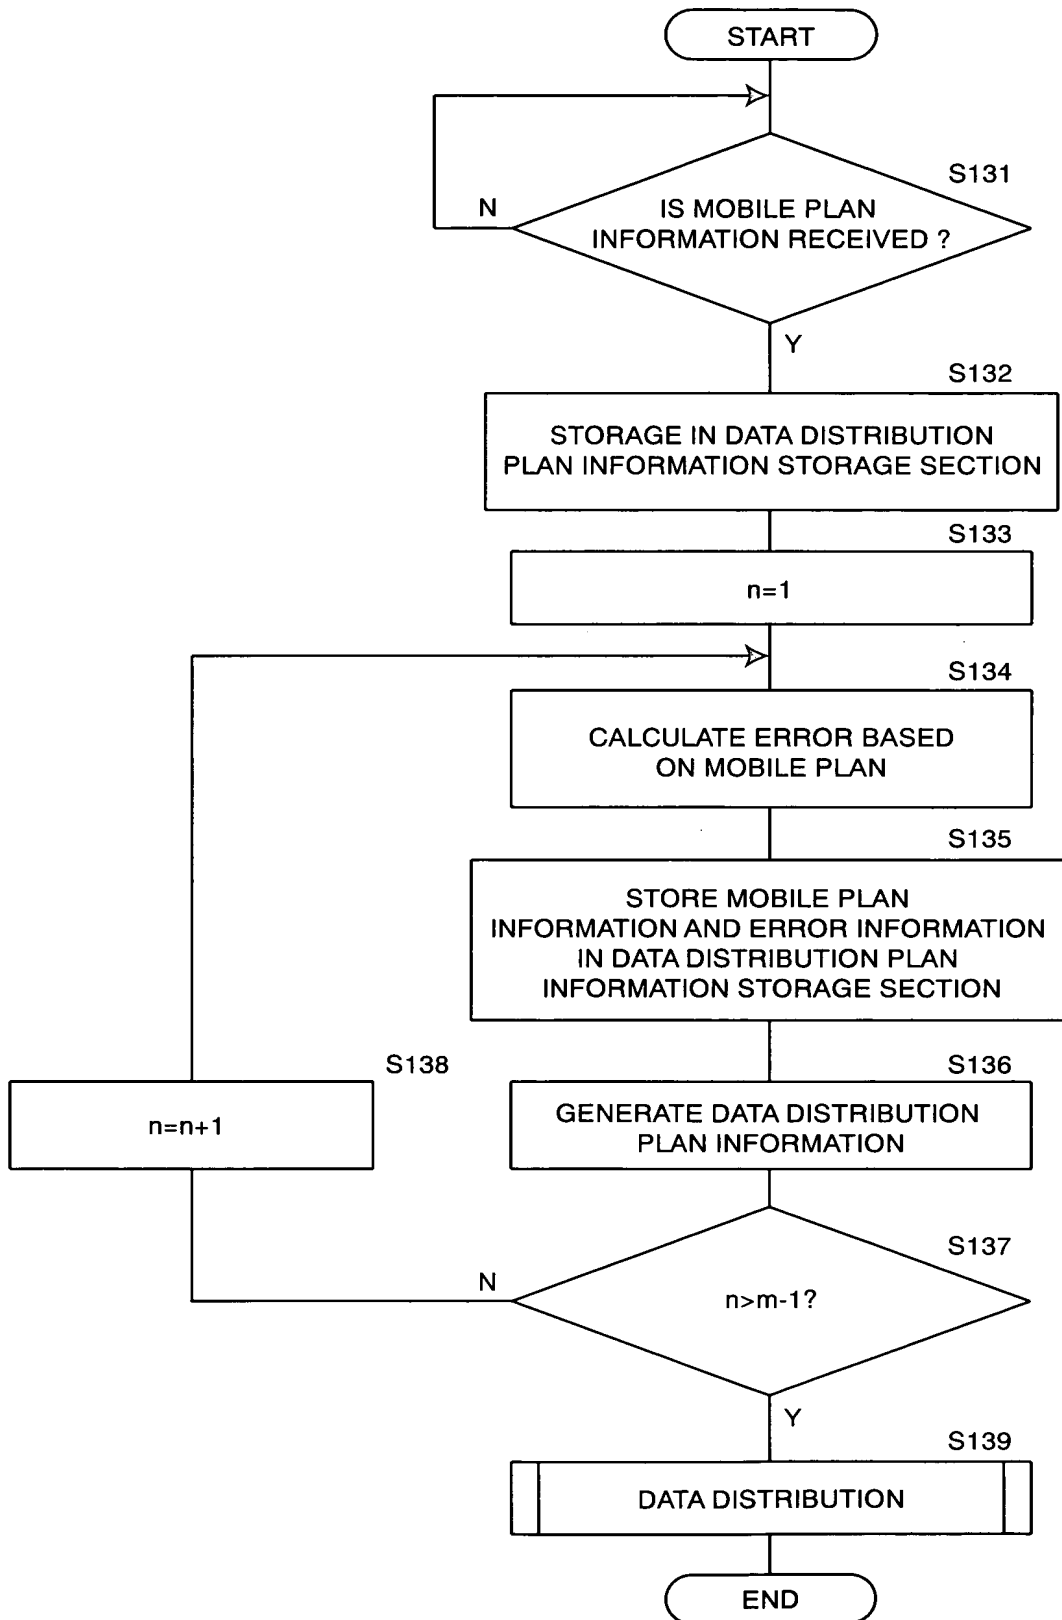 START
S131
N
IS MOBILE PLAN
INFORMATION RECEIVED ?
Y
S132
STORAGE IN DATA DISTRIBUTION
PLAN INFORMATION STORAGE SECTION
S133
n=1
S134
CALCULATE ERROR BASED
ON MOBILE PLAN
S135
STORE MOBILE PLAN
INFORMATION AND ERROR INFORMATION
IN DATA DISTRIBUTION PLAN
INFORMATION STORAGE SECTION
S138
n=n+1
S136
GENERATE DATA DISTRIBUTION
PLAN INFORMATION
S137
N
n>m-1?
Y
S139
DATA DISTRIBUTION
END